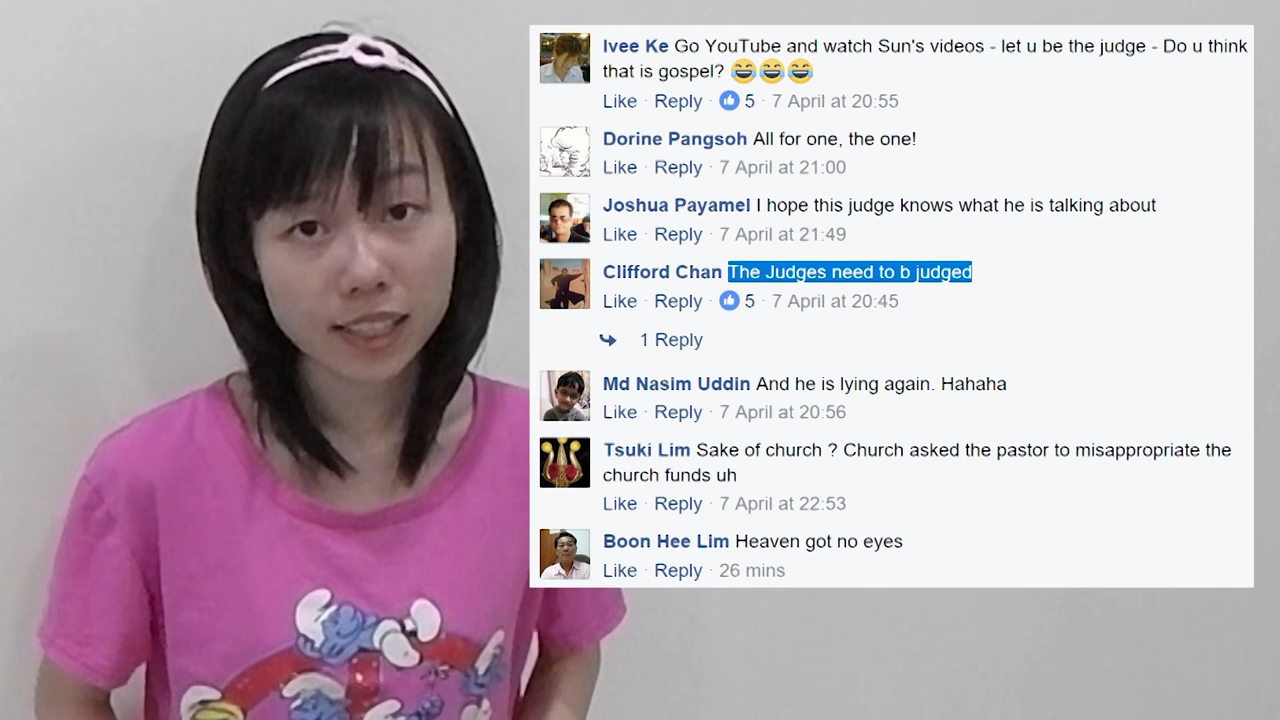 Ivee Ke Go YouTube and watch Sun's videos - let u be the judge - Do u think
that is gospel? 😂😂😂
Like · Reply · 5 · 7 April at 20:55
Dorine Pangsoh All for one, the one!
Like · Reply · 7 April at 21:00
Joshua Payamel I hope this judge knows what he is talking about
Like · Reply · 7 April at 21:49
Clifford Chan The Judges need to b judged
Like · Reply · 5 · 7 April at 20:45
1 Reply
Md Nasim Uddin And he is lying again. Hahaha
Like · Reply · 7 April at 20:56
Tsuki Lim Sake of church ? Church asked the pastor to misappropriate the
church funds uh
Like · Reply · 7 April at 22:53
Boon Hee Lim Heaven got no eyes
Like · Reply · 26 mins